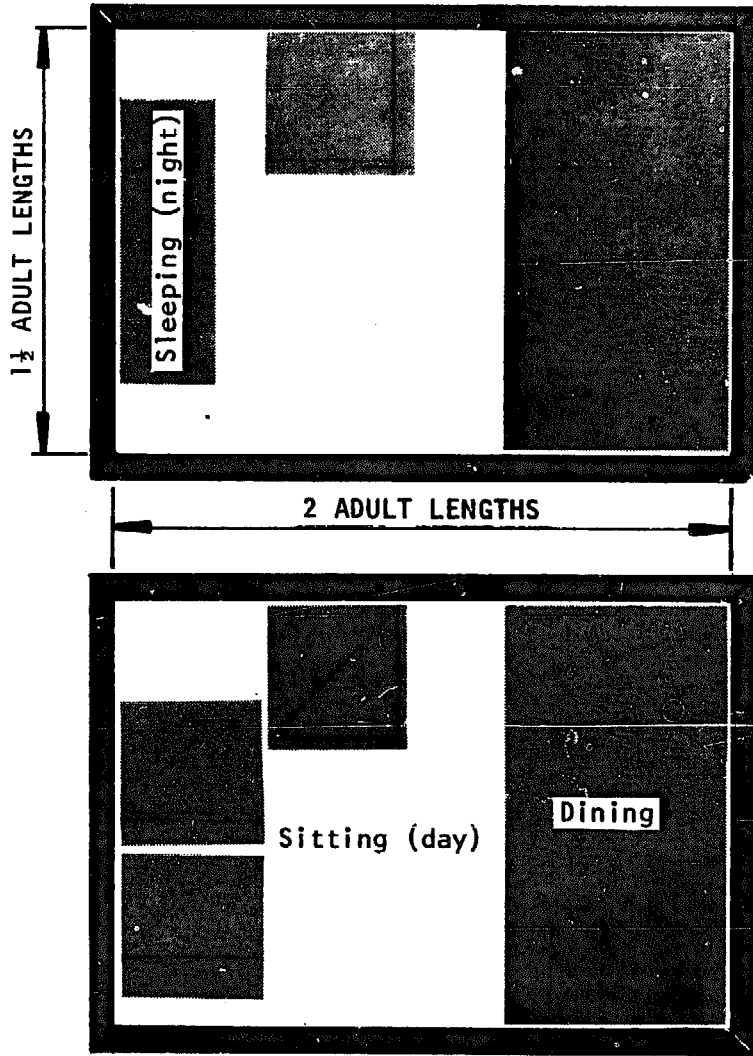 1½ ADULT LENGTHS
Sleeping (night)
2 ADULT LENGTHS
Sitting (day)
Dining